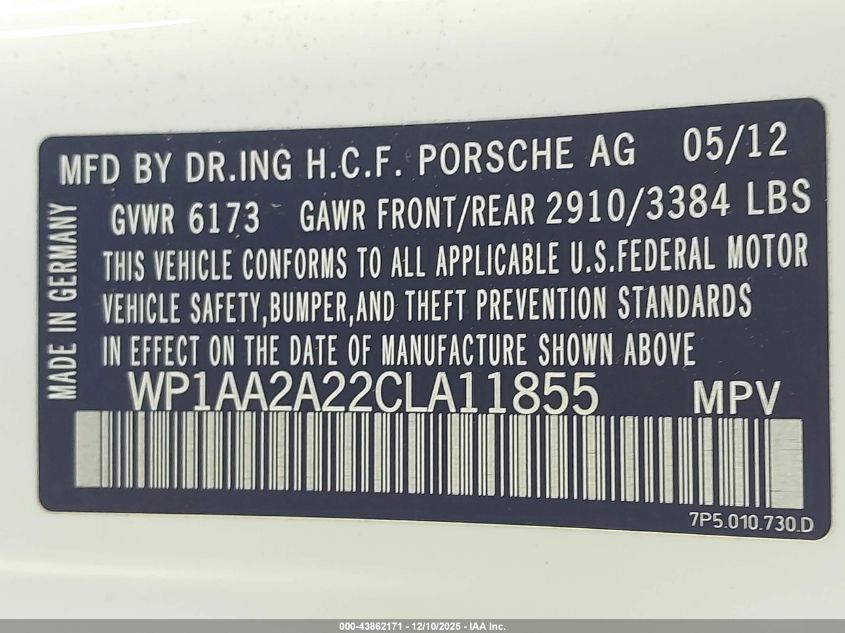 MFD BY DR.ING H.C.F. PORSCHE AG 05/12
GVWR 6173 GAWR FRONT/REAR 2910/3384 LBS
THIS VEHICLE CONFORMS TO ALL APPLICABLE U.S.FEDERAL MOTOR
VEHICLE SAFETY,BUMPER,AND THEFT PREVENTION STANDARDS
IN EFFECT ON THE DATE OF MANUFACTURE SHOWN ABOVE
MADE IN GERMANY
WP1AA2A22CLA11855 MPV
7P5.010.730.D
000-43862171 - 12/10/2025 - IAA Inc.